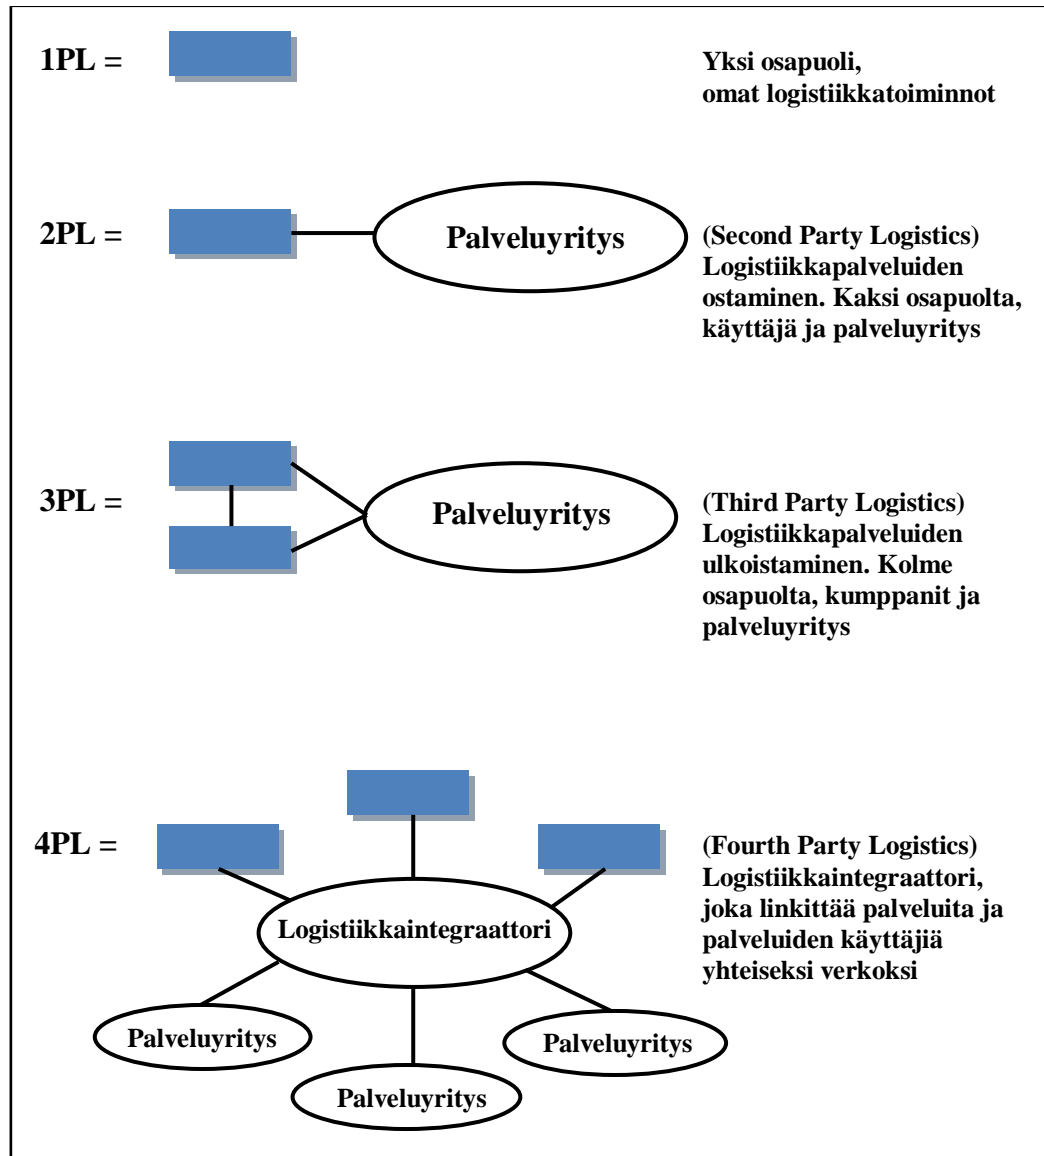 1PL =
Yksi osapuoli,
omat logistiikkatoiminnot
2PL =
Palveluyritys
(Second Party Logistics)
Logistiikkapalveluiden
ostaminen. Kaksi osapuolta,
käyttäjä ja palveluyritys
3PL =
Palveluyritys
(Third Party Logistics)
Logistiikkapalveluiden
ulkoistaminen. Kolme
osapuolta, kumppanit ja
palveluyritys
4PL =
Logistiikkaintegraattori
Palveluyritys
Palveluyritys
Palveluyritys
(Fourth Party Logistics)
Logistiikkaintegraattori,
joka linkittää palveluita ja
palveluiden käyttäjiä
yhteiseksi verkoksi